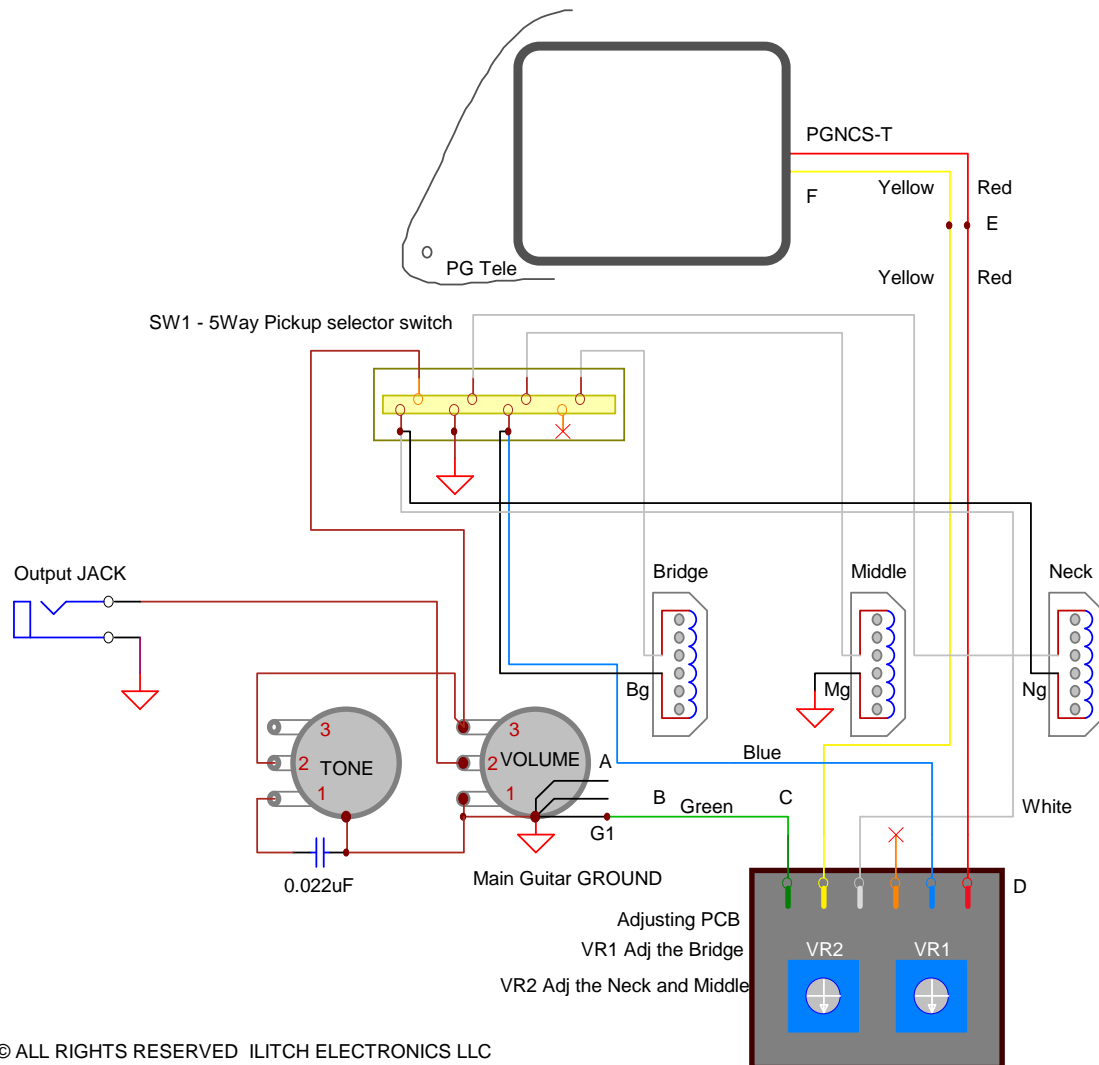 PGNCS-T
Yellow
Red
F
E
PG Tele
Yellow
Red
SW1 - 5Way Pickup selector switch
Output JACK
Bridge
Middle
Neck
Bg
Mg
Ng
3
2
TONE
1
3
2
VOLUME
1
A
Blue
B
Green
C
White
G1
0.022uF
Main Guitar GROUND
D
Adjusting PCB
VR1 Adj the Bridge
VR2
VR1
VR2 Adj the Neck and Middle
© ALL RIGHTS RESERVED ILITCH ELECTRONICS LLC